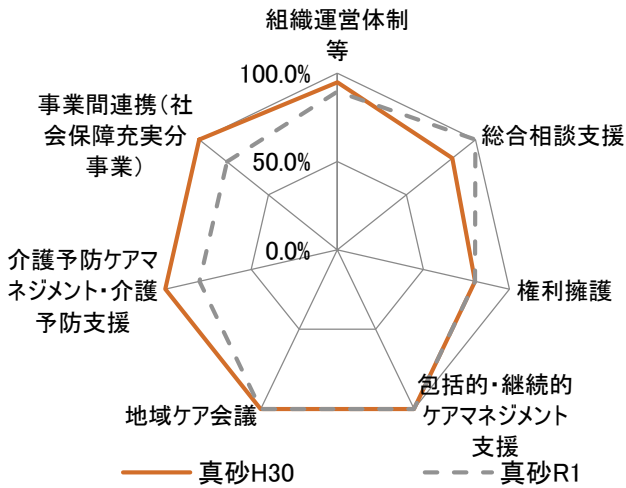 組織運営体制
等
100.0%
事業間連携(社
会保障充実分
事業)
総合相談支援
50.0%
0.0%
介護予防ケアマ
ネジメント・介護
予防支援
権利擁護
包括的・継続的
ケアマネジメント
支援
地域ケア会議
真砂H30
真砂R1